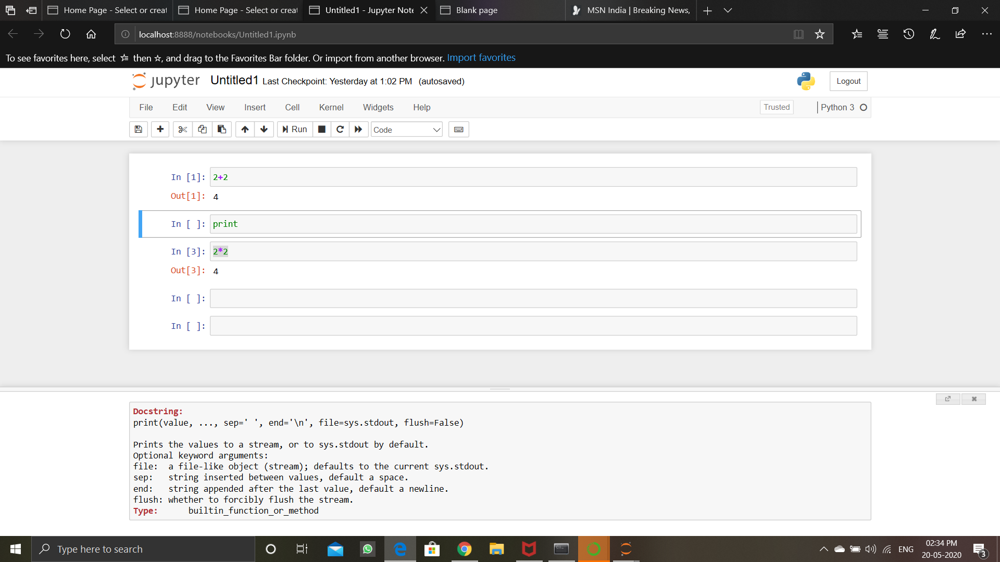 Home Page - Select or creat
Home Page - Select or creat
Untitled1 - Jupyter Note
Blank page
MSN India | Breaking News,
localhost:8888/notebooks/Untitled1.ipynb
To see favorites here, select then , and drag to the Favorites Bar folder. Or import from another browser. Import favorites
jupyter Untitled1 Last Checkpoint: Yesterday at 1:02 PM (autosaved)
Logout
File Edit View Insert Cell Kernel Widgets Help
Trusted
Python 3
Run
Code
In [1]: 2+2
Out[1]: 4
In [ ]: print
In [3]: 2*2
Out[3]: 4
In [ ]:
In [ ]:
Docstring:
print(value, ..., sep=' ', end='\n', file=sys.stdout, flush=False)
Prints the values to a stream, or to sys.stdout by default.
Optional keyword arguments:
file:  a file-like object (stream); defaults to the current sys.stdout.
sep:   string inserted between values, default a space.
end:   string appended after the last value, default a newline.
flush: whether to forcibly flush the stream.
Type:      builtin_function_or_method
Type here to search
ENG
02:34 PM
20-05-2020
3